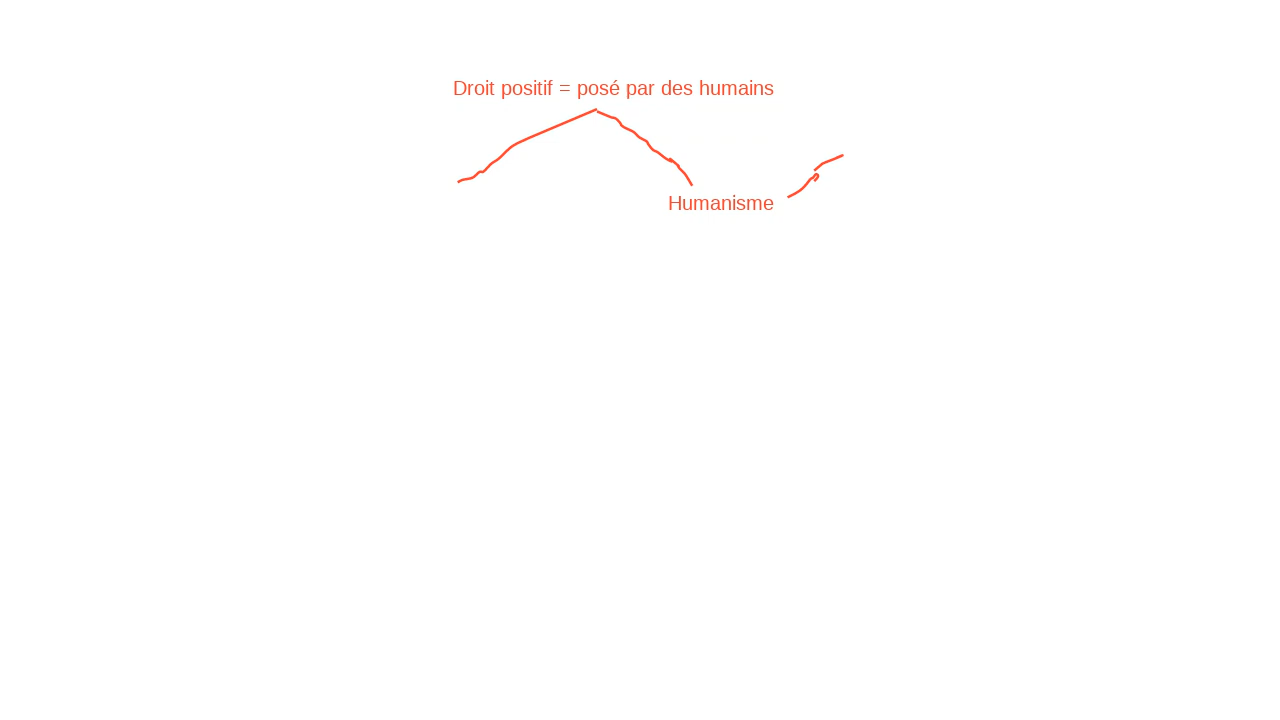 Droit positif = posé par des humains
Humanisme